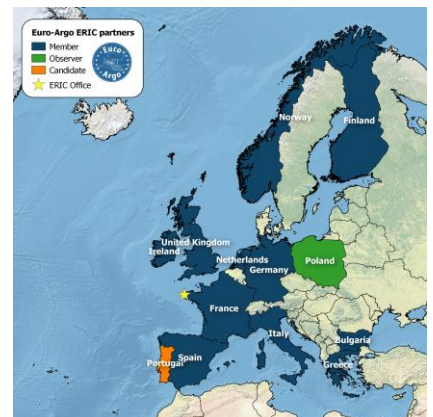 Euro-Argo ERIC partners
Member
Observer
Candidate
ERIC Office
Euro
Argo
Norway
Finland
United Kingdom
Ireland
Netherlands
Germany
Poland
France
Italy
Bulgaria
Portugal
Spain
Greece